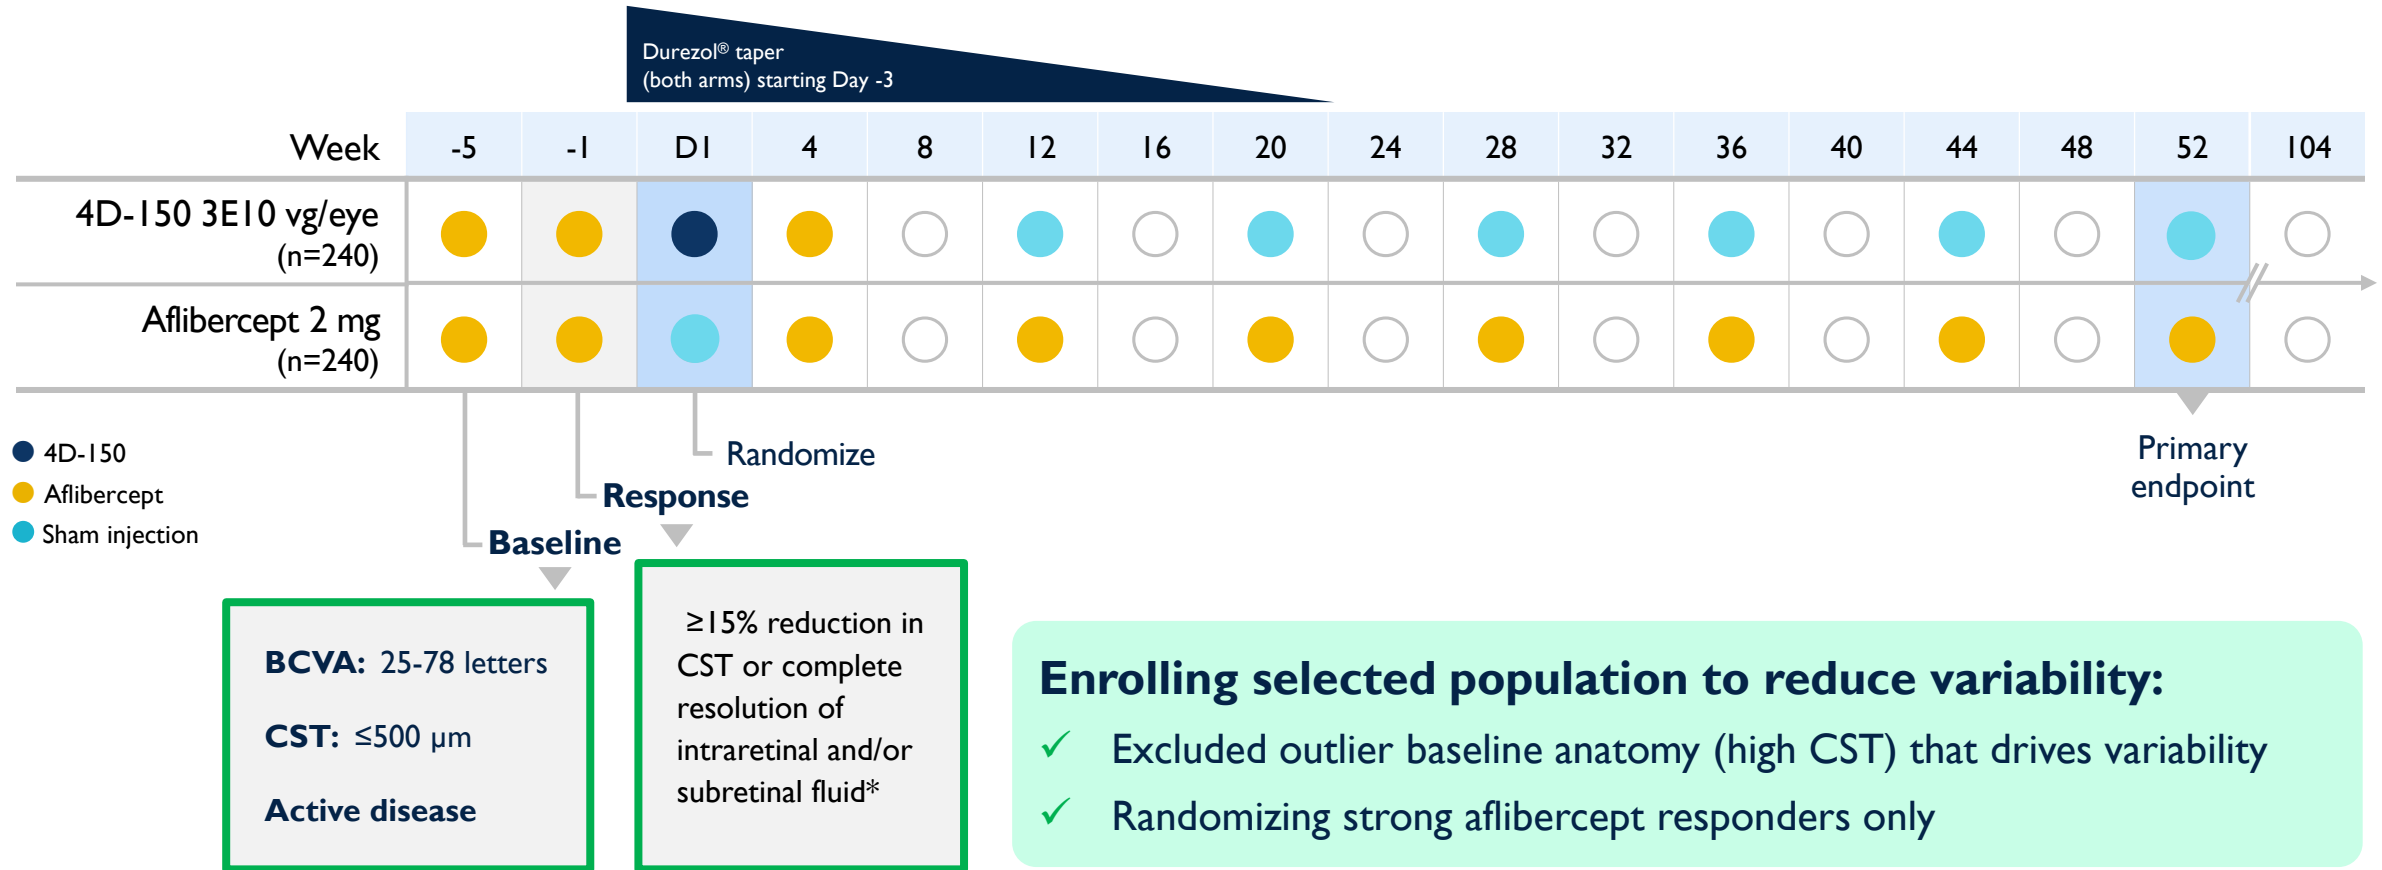 Durezol® taper
(both arms) starting Day -3
Week -5 -1 D1 4 8 12 16 20 24 28 32 36 40 44 48 52 104
4D-150 3E10 vg/eye
(n=240)
Aflibercept 2 mg
(n=240)
4D-150
Aflibercept
Sham injection
Randomize
Response
Baseline
Primary
endpoint
BCVA: 25-78 letters
CST: ≤500 µm
Active disease
≥15% reduction in
CST or complete
resolution of
intraretinal and/or
subretinal fluid*
Enrolling selected population to reduce variability:
✓ Excluded outlier baseline anatomy (high CST) that drives variability
✓ Randomizing strong aflibercept responders only